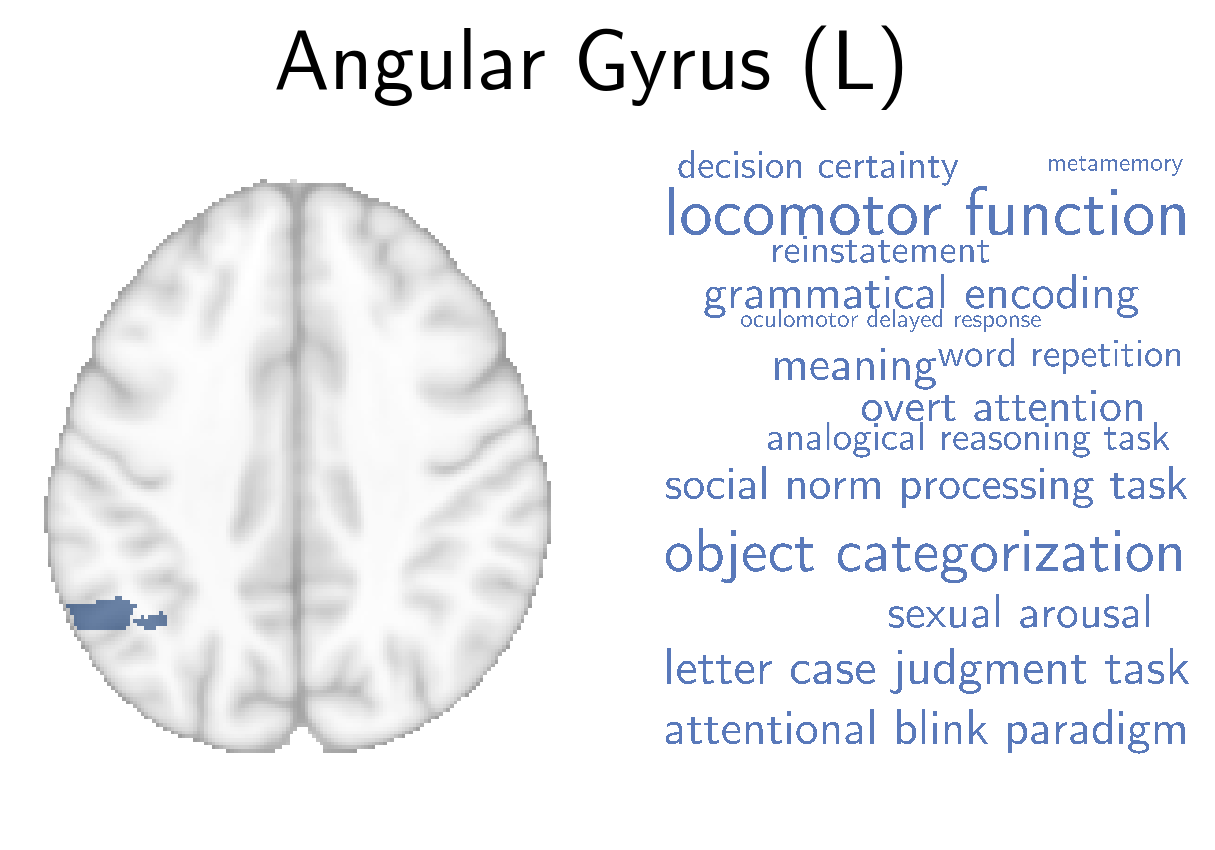 Angular Gyrus (L)
decision certainty
metamemory
locomotor function
reinstatement
grammatical encoding
oculomotor delayed response
meaning
word repetition
overt attention
analogical reasoning task
social norm processing task
object categorization
sexual arousal
letter case judgment task
attentional blink paradigm